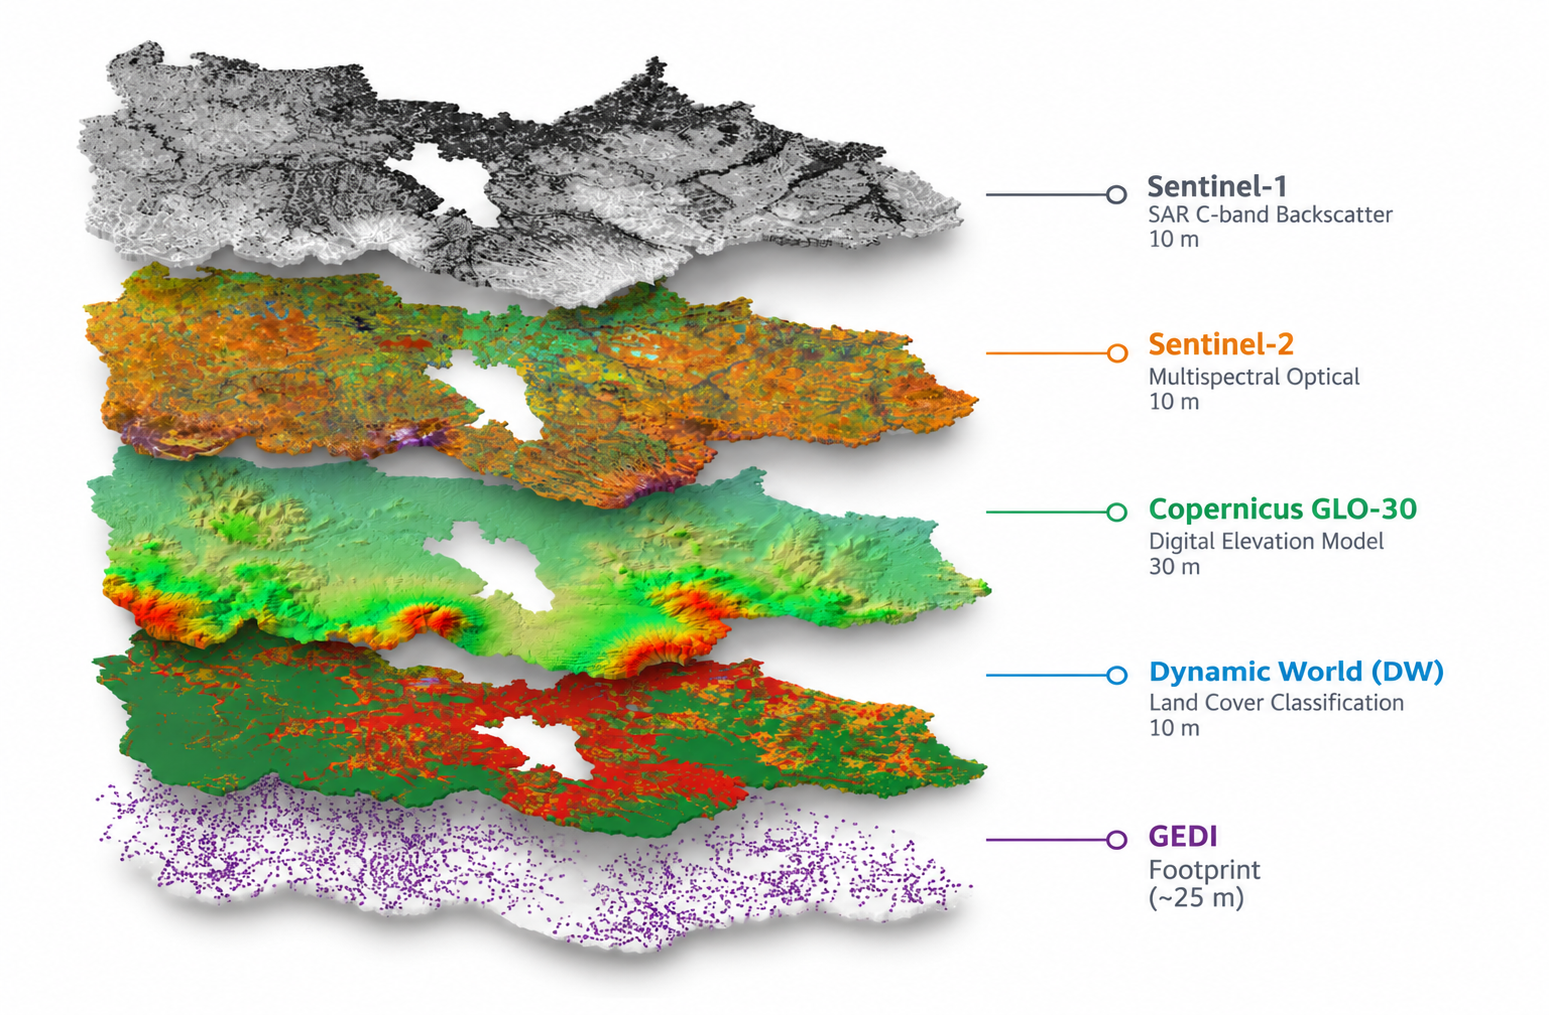 Sentinel-1
SAR C-band Backscatter
10 m
Sentinel-2
Multispectral Optical
10 m
Copernicus GLO-30
Digital Elevation Model
30 m
Dynamic World (DW)
Land Cover Classification
10 m
GEDI
Footprint
(~25 m)